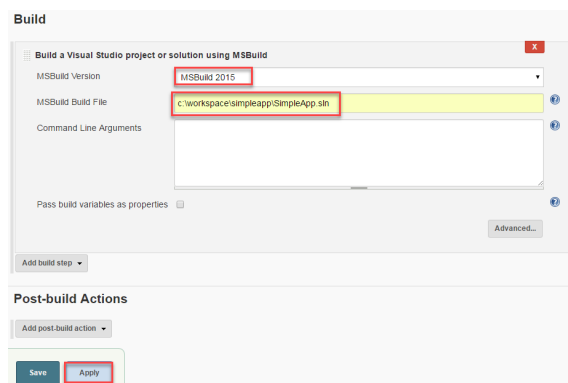 Build
Build a Visual Studio project or solution using MSBuild
X
MSBuild Version
MSBuild 2015
MSBuild Build File
c:\workspace\simpleapp\SimpleApp.sln
Command Line Arguments
Pass build variables as properties
Advanced...
Add build step
Post-build Actions
Add post-build action
Save
Apply